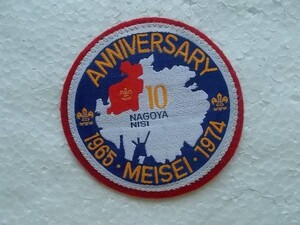 ANNIVERSARY
10
NAGOYA
NISI
1965 · MEISEI · 1974